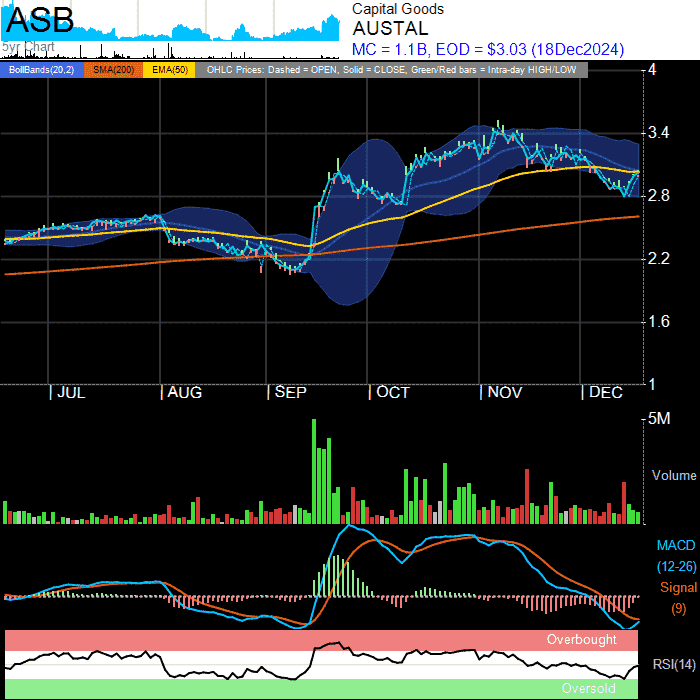 ASB
5yr Chart
Capital Goods
AUSTAL
MC = 1.1B, EOD = $3.03 (18Dec2024)
BollBands(20,2) SMA(200) EMA(50) OHLC Prices: Dashed = OPEN, Solid = CLOSE, Green/Red bars = Intra-day HIGH/LOW
4
3.4
2.8
2.2
1.6
1
JUL AUG SEP OCT NOV DEC
5M
Volume
MACD
(12-26)
Signal
(9)
Overbought
RSI(14)
Oversold